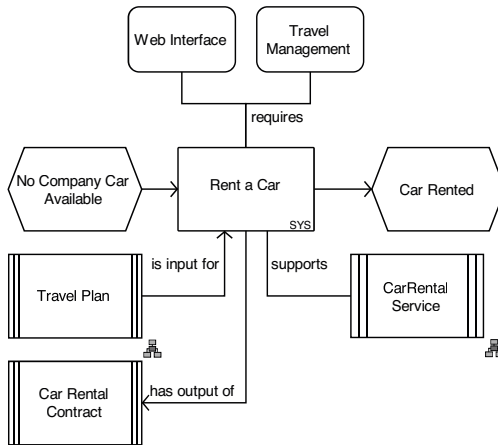 Web Interface
Travel
Management
requires
No Company Car
Available
Rent a Car
SYS
Car Rented
is input for
supports
Travel Plan
CarRental
Service
Car Rental
Contract
has output of